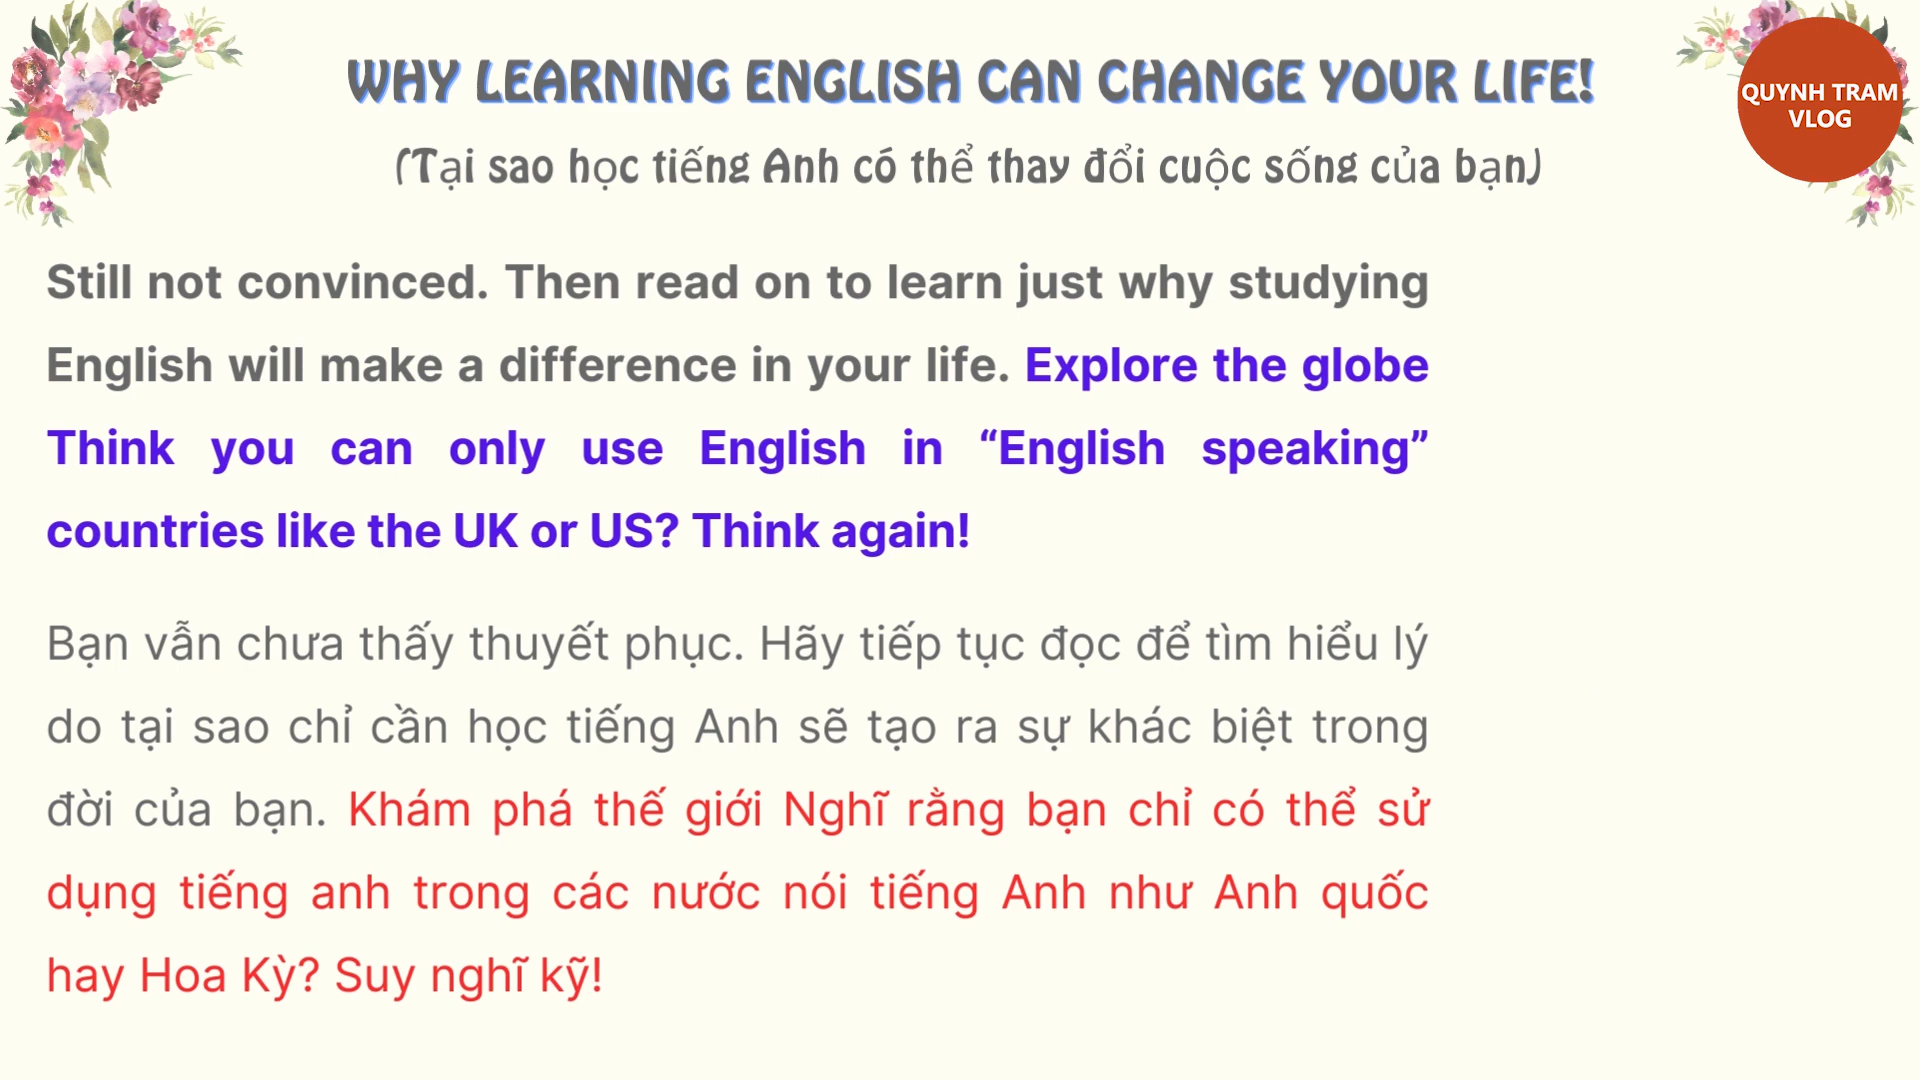 WHY LEARNING ENGLISH CAN CHANGE YOUR LIFE!
QUYNH TRAM
VLOG
(Tại sao học tiếng Anh có thể thay đổi cuộc sống của bạn)
Still not convinced. Then read on to learn just why studying
English will make a difference in your life. Explore the globe
Think you can only use English in “English speaking”
countries like the UK or US? Think again!
Bạn vẫn chưa thấy thuyết phục. Hãy tiếp tục đọc để tìm hiểu lý
do tại sao chỉ cần học tiếng Anh sẽ tạo ra sự khác biệt trong
đời của bạn. Khám phá thế giới Nghĩ rằng bạn chỉ có thể sử
dụng tiếng anh trong các nước nói tiếng Anh như Anh quốc
hay Hoa Kỳ? Suy nghĩ kỹ!